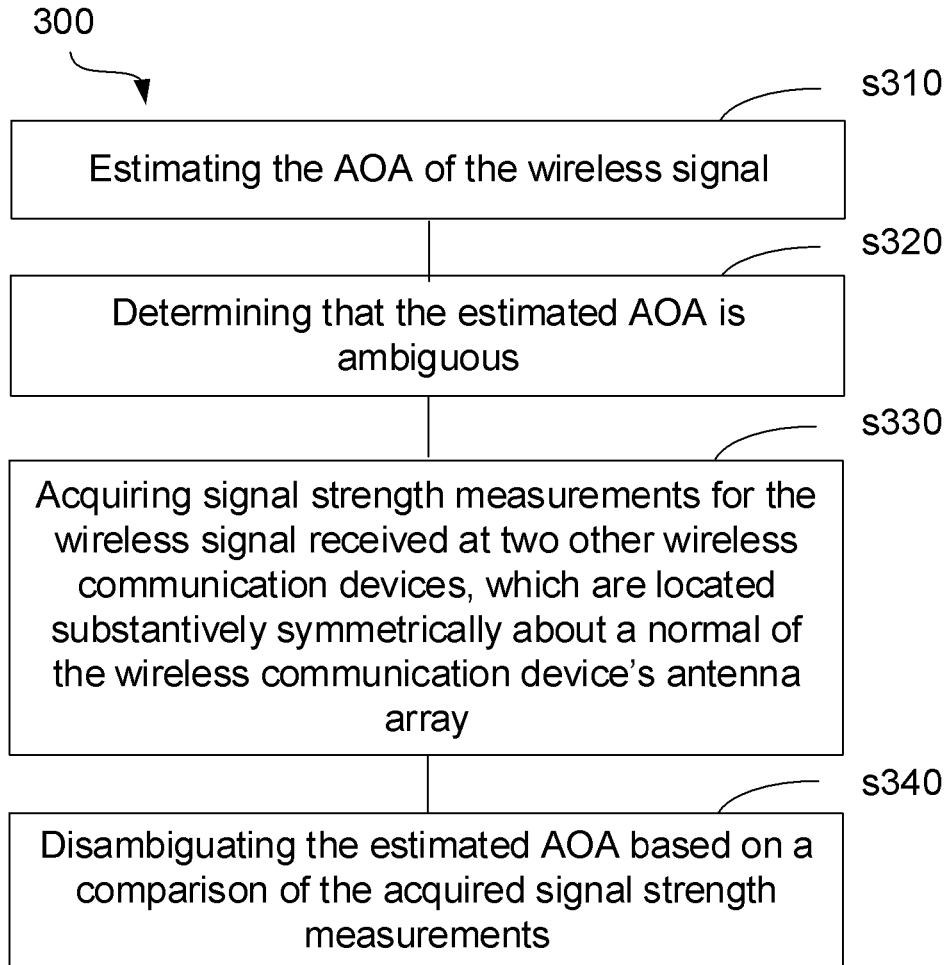 300
s310
Estimating the AOA of the wireless signal
s320
Determining that the estimated AOA is
ambiguous
s330
Acquiring signal strength measurements for the
wireless signal received at two other wireless
communication devices, which are located
substantively symmetrically about a normal of
the wireless communication device's antenna
array
s340
Disambiguating the estimated AOA based on a
comparison of the acquired signal strength
measurements